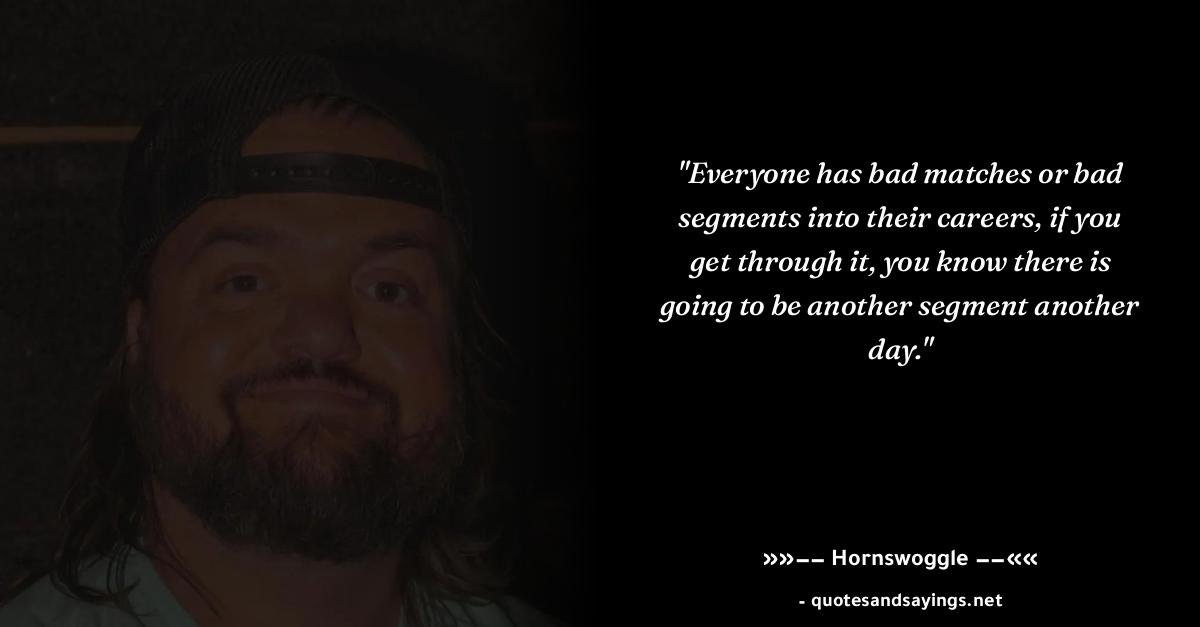 "Everyone has bad matches or bad
segments into their careers, if you
get through it, you know there is
going to be another segment another
day."
»»−− Hornswoggle −−««
- quotesandsayings.net